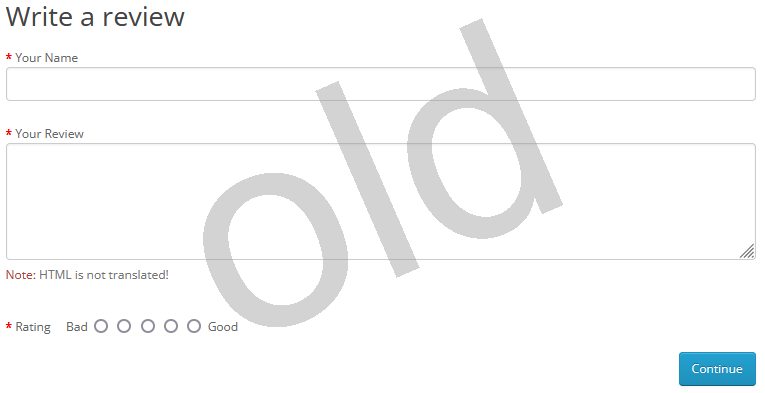 Write a review
* Your Name
* Your Review
Note: HTML is not translated!
* Rating Bad Good
Continue
old